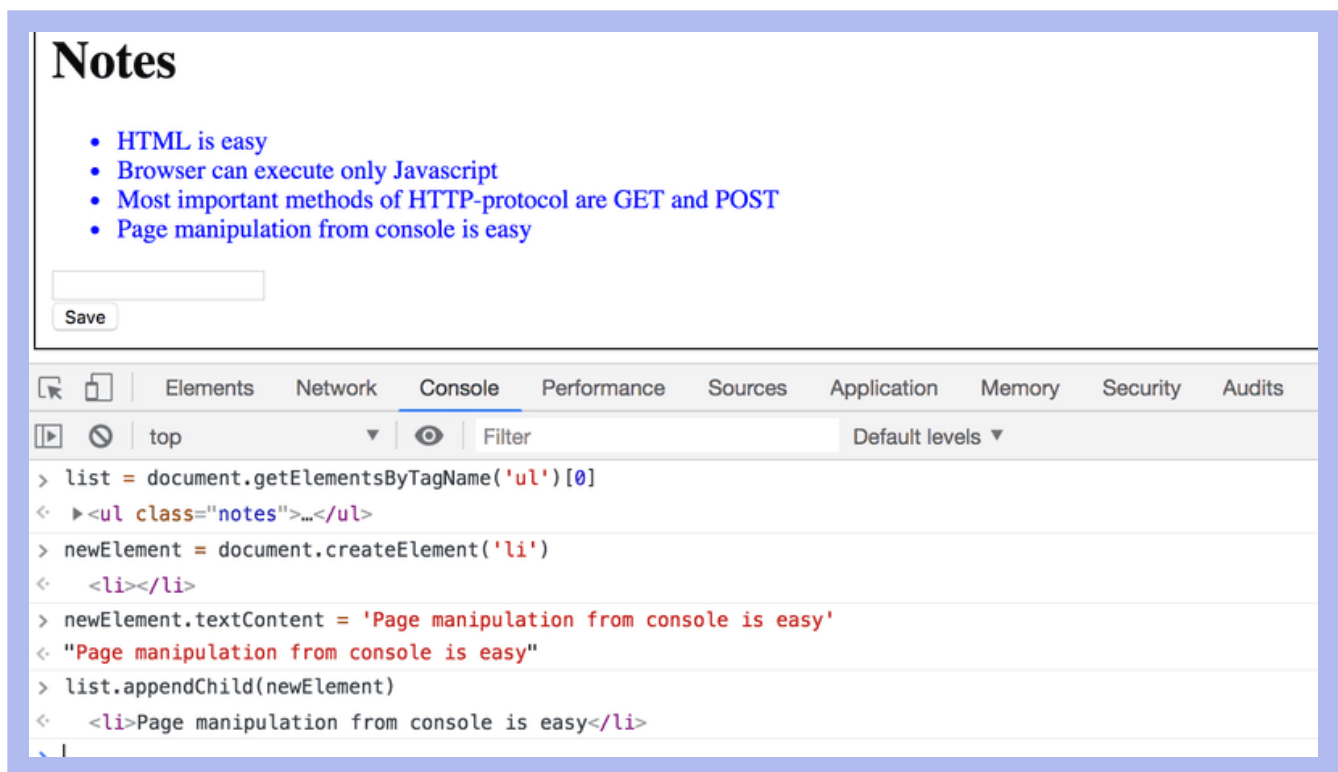 Notes
• HTML is easy
• Browser can execute only Javascript
• Most important methods of HTTP-protocol are GET and POST
• Page manipulation from console is easy
Save
Elements Network Console Performance Sources Application Memory Security Audits
top ▼ Filter Default levels ▼
> list = document.getElementsByTagName('ul')[0]
<· ▶<ul class="notes">…</ul>
> newElement = document.createElement('li')
<· <li></li>
> newElement.textContent = 'Page manipulation from console is easy'
<· "Page manipulation from console is easy"
> list.appendChild(newElement)
<· <li>Page manipulation from console is easy</li>
>